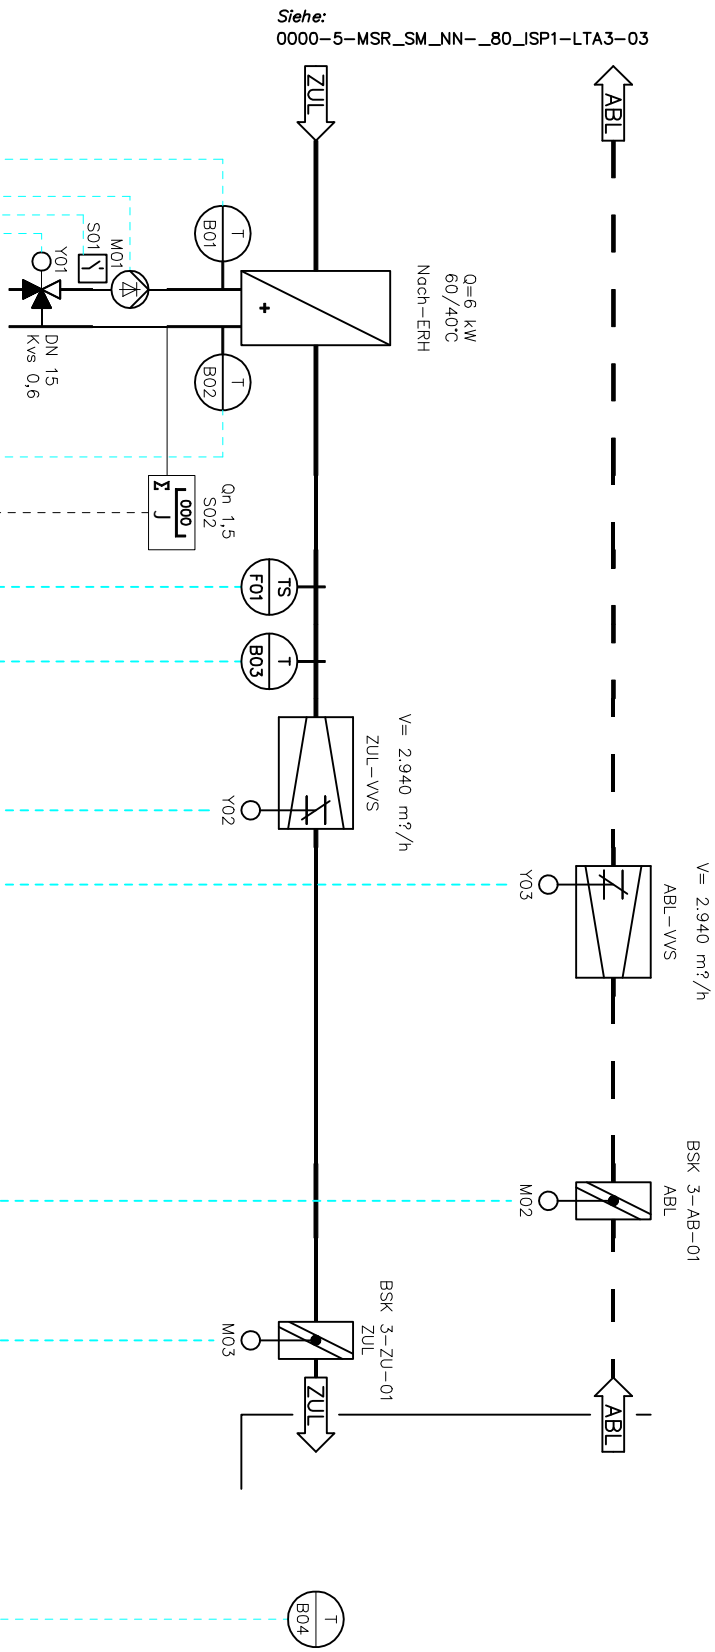 Siehe:
0000-5-MSR_SM_NN-_80_ISP1-LTA3-03
ZUL
ABL
T
B01
M01
S01
Y01
Q=6 kW
60/40°C
Nach-ERH
+
DN 15
Kvs 0,6
T
B02
Qn 1,5
S02
000
Σ J
TS
F01
T
B03
V= 2.940 m?/h
ZUL-VVS
Y02
V= 2.940 m?/h
ABL-VVS
Y03
BSK 3-AB-01
ABL
M02
BSK 3-ZU-01
ZUL
M03
ZUL
ABL
T
B04